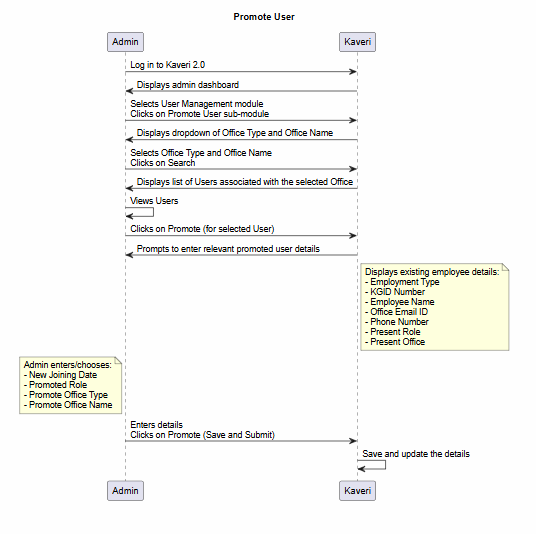 Promote User
Admin
Kaveri
Log in to Kaveri 2.0
Displays admin dashboard
Selects User Management module
Clicks on Promote User sub-module
Displays dropdown of Office Type and Office Name
Selects Office Type and Office Name
Clicks on Search
Displays list of Users associated with the selected Office
Views Users
Clicks on Promote (for selected User)
Prompts to enter relevant promoted user details
Displays existing employee details:
- Employment Type
- KGID Number
- Employee Name
- Office Email ID
- Phone Number
- Present Role
- Present Office
Admin enters/chooses:
- New Joining Date
- Promoted Role
- Promote Office Type
- Promote Office Name
Enters details
Clicks on Promote (Save and Submit)
Save and update the details
Admin
Kaveri